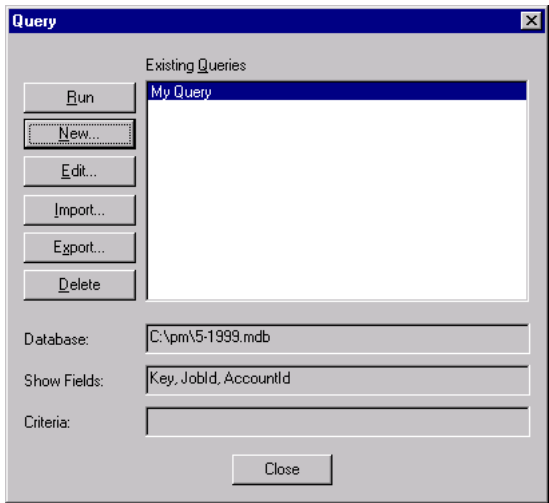 Query
Existing Queries
Run
My Query
New...
Edit...
Import...
Export...
Delete
Database:
C:\pm\5-1999.mdb
Show Fields:
Key, JobId, AccountId
Criteria:
Close